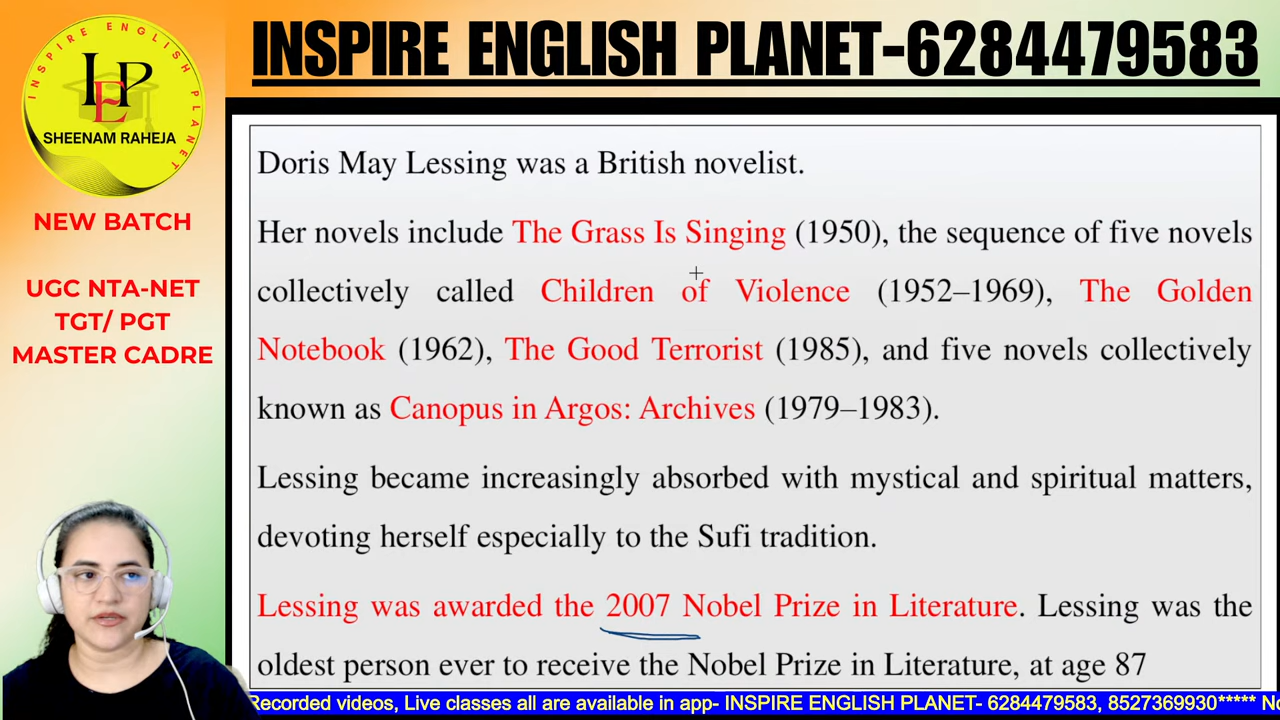 INSPIRE ENGLISH PLANET-6284479583
INSPIRE ENGLISH PLANET
LEP
SHEENAM RAHEJA
NEW BATCH
UGC NTA-NET
TGT/ PGT
MASTER CADRE
Doris May Lessing was a British novelist.
Her novels include The Grass Is Singing (1950), the sequence of five novels
collectively called Children of Violence (1952–1969), The Golden
Notebook (1962), The Good Terrorist (1985), and five novels collectively
known as Canopus in Argos: Archives (1979–1983).
Lessing became increasingly absorbed with mystical and spiritual matters,
devoting herself especially to the Sufi tradition.
Lessing was awarded the 2007 Nobel Prize in Literature. Lessing was the
oldest person ever to receive the Nobel Prize in Literature, at age 87
Recorded videos, Live classes all are available in app- INSPIRE ENGLISH PLANET- 6284479583, 8527369930***** No